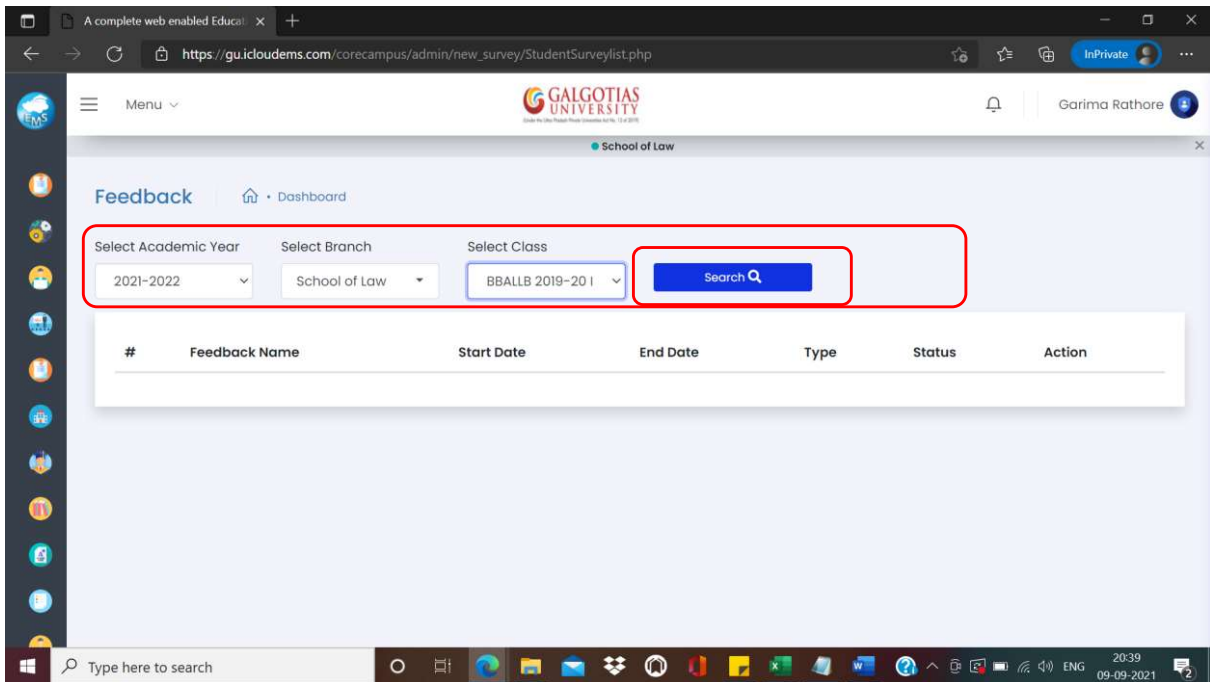 A complete web enabled Educati
https://gu.icloudems.com/corecampus/admin/new_survey/StudentSurveylist.php
InPrivate
EMS
Menu
GALGOTIAS
UNIVERSITY
Garima Rathore
School of Law
Feedback
Dashboard
Select Academic Year Select Branch Select Class
2021-2022 School of Law BBALLB 2019-20 I Search
# Feedback Name Start Date End Date Type Status Action
Type here to search
ENG
20:39
09-09-2021
2